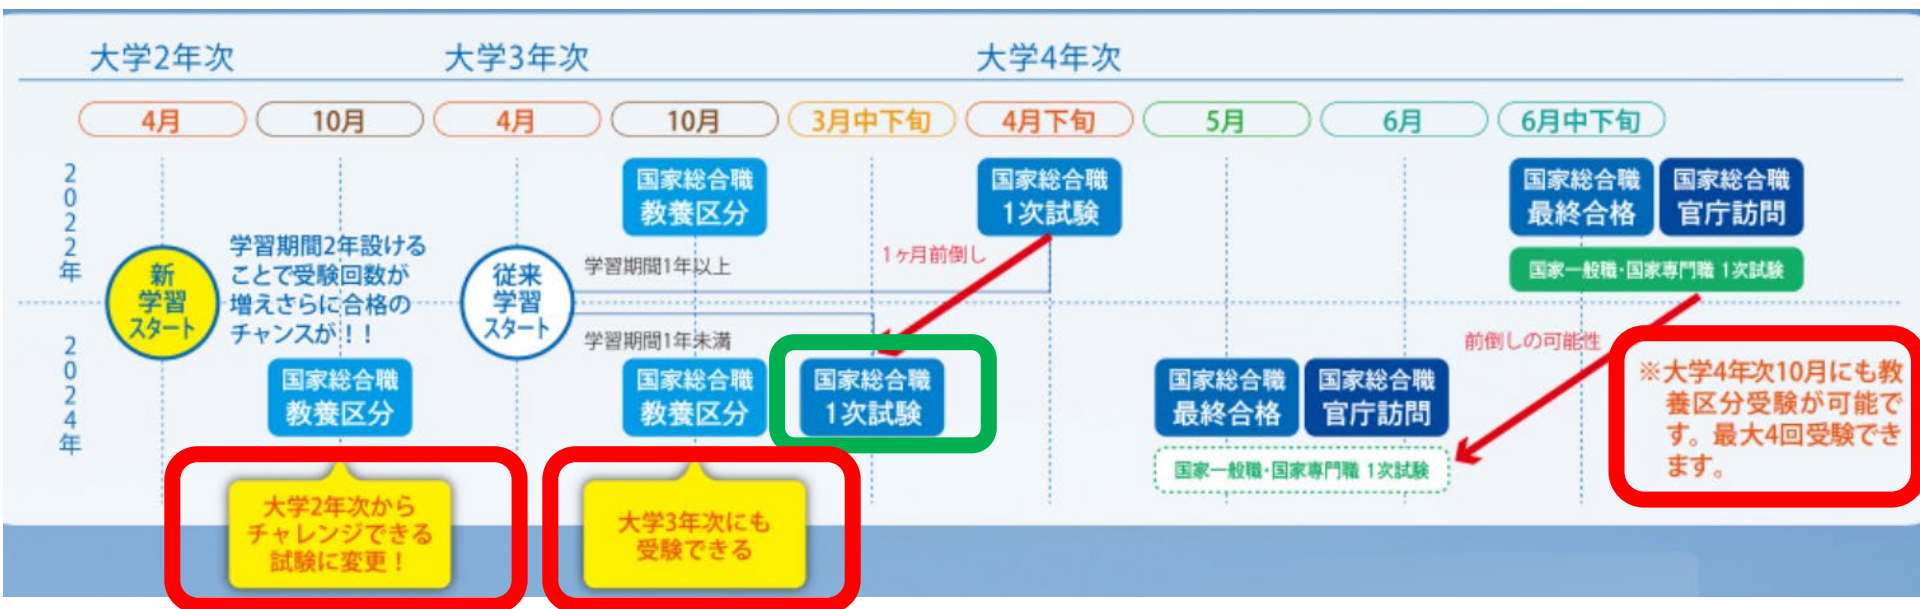 大学2年次
大学3年次
大学4年次
4月
10月
4月
10月
3月中下旬
4月下旬
5月
6月
6月中下旬
2022年
国家総合職
教養区分
国家総合職
1次試験
国家総合職
最終合格
国家総合職
官庁訪問
国家一般職・国家専門職 1次試験
新
学習
スタート
学習期間2年設ける
ことで受験回数が
増えさらに合格の
チャンスが！！
従来
学習
スタート
学習期間1年以上
1ヶ月前倒し
学習期間1年未満
前倒しの可能性
2024年
国家総合職
教養区分
国家総合職
教養区分
国家総合職
1次試験
国家総合職
最終合格
国家総合職
官庁訪問
国家一般職・国家専門職 1次試験
※大学4年次10月にも教
養区分受験が可能で
す。最大4回受験でき
ます。
大学2年次から
チャレンジできる
試験に変更！
大学3年次にも
受験できる